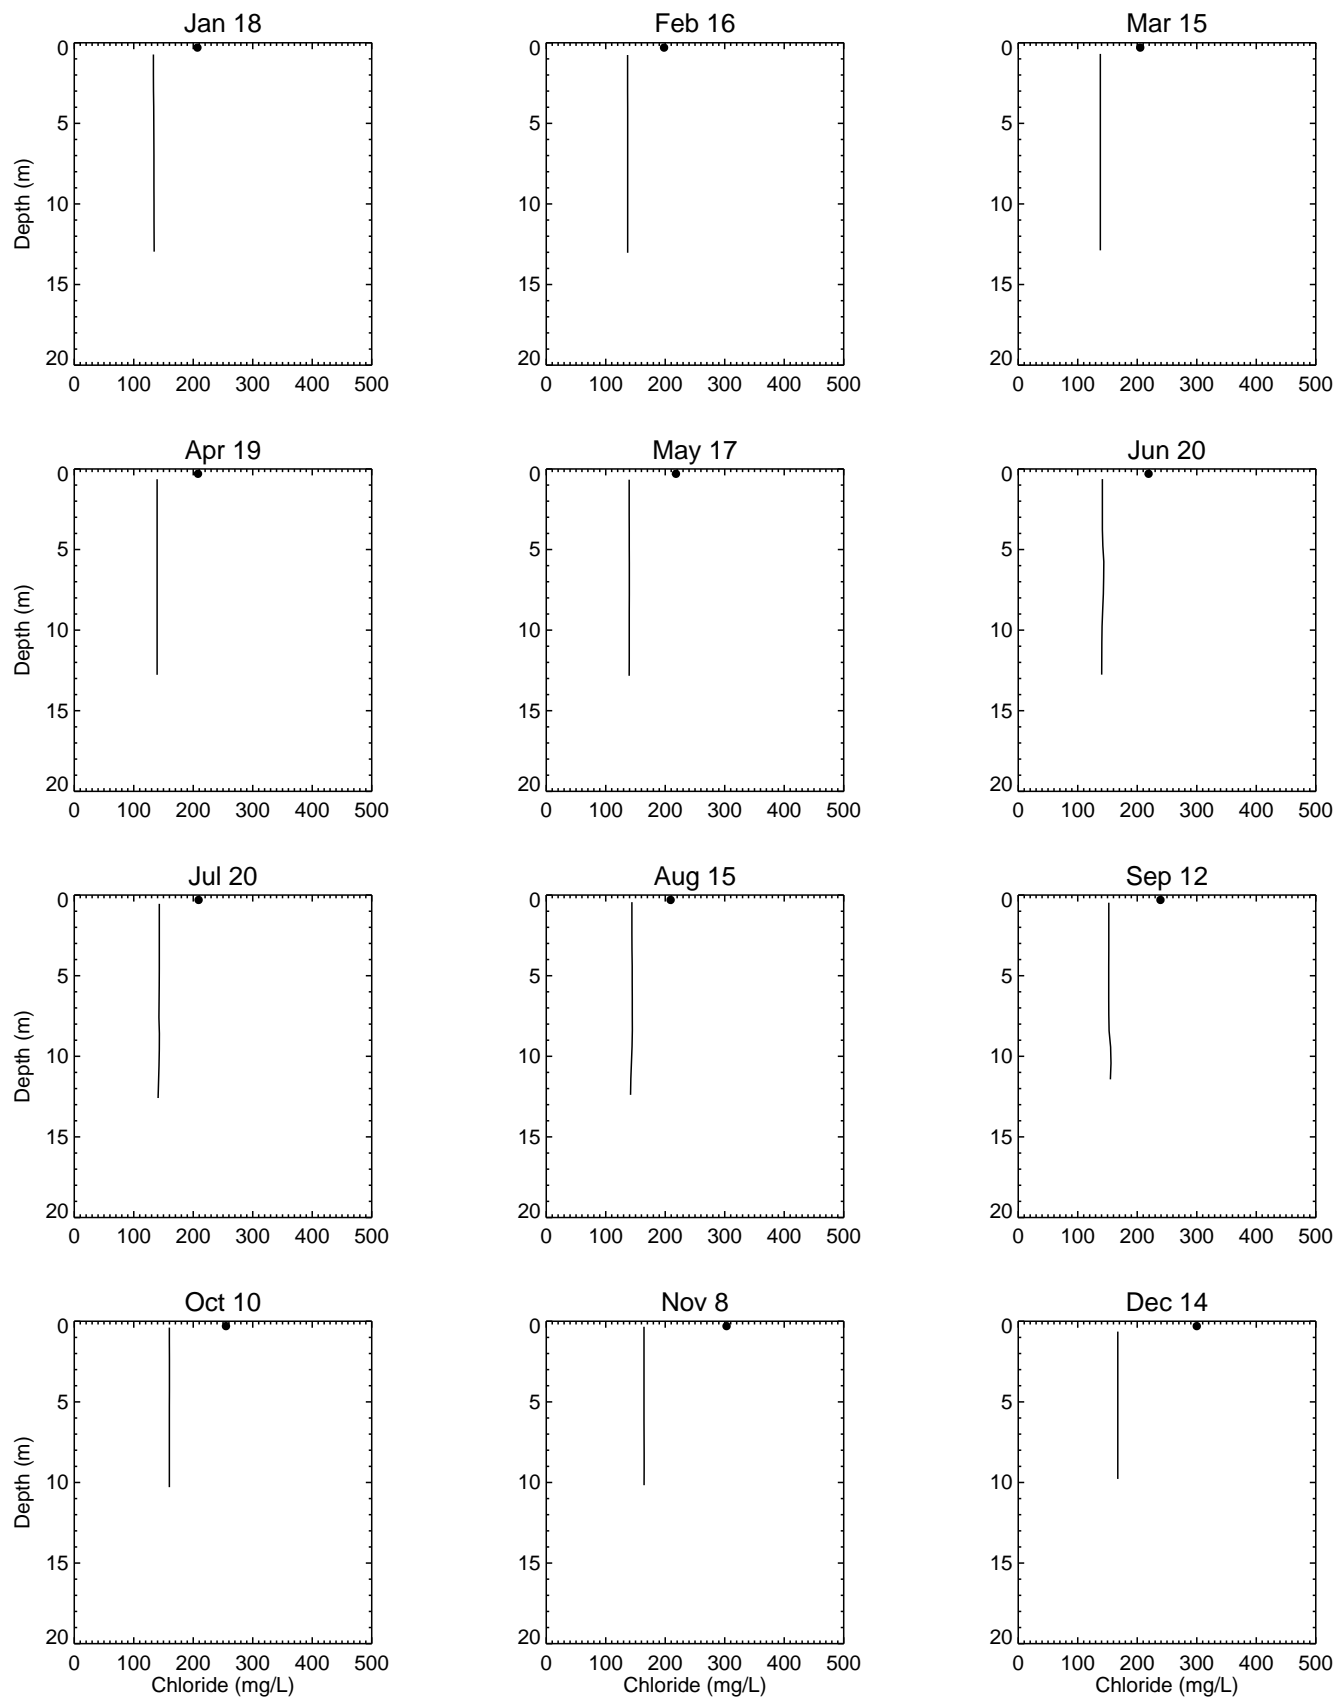 Jan 18 Feb 16 Mar 15
0 0 0
5 5 5
Depth (m)
10 10 10
15 15 15
20 20 20
0 100 200 300 400 500 0 100 200 300 400 500 0 100 200 300 400 500
Apr 19 May 17 Jun 20
0 0 0
5 5 5
Depth (m)
10 10 10
15 15 15
20 20 20
0 100 200 300 400 500 0 100 200 300 400 500 0 100 200 300 400 500
Jul 20 Aug 15 Sep 12
0 0 0
5 5 5
Depth (m)
10 10 10
15 15 15
20 20 20
0 100 200 300 400 500 0 100 200 300 400 500 0 100 200 300 400 500
Oct 10 Nov 8 Dec 14
0 0 0
5 5 5
Depth (m)
10 10 10
15 15 15
20 20 20
0 100 200 300 400 500 0 100 200 300 400 500 0 100 200 300 400 500
Chloride (mg/L) Chloride (mg/L) Chloride (mg/L)